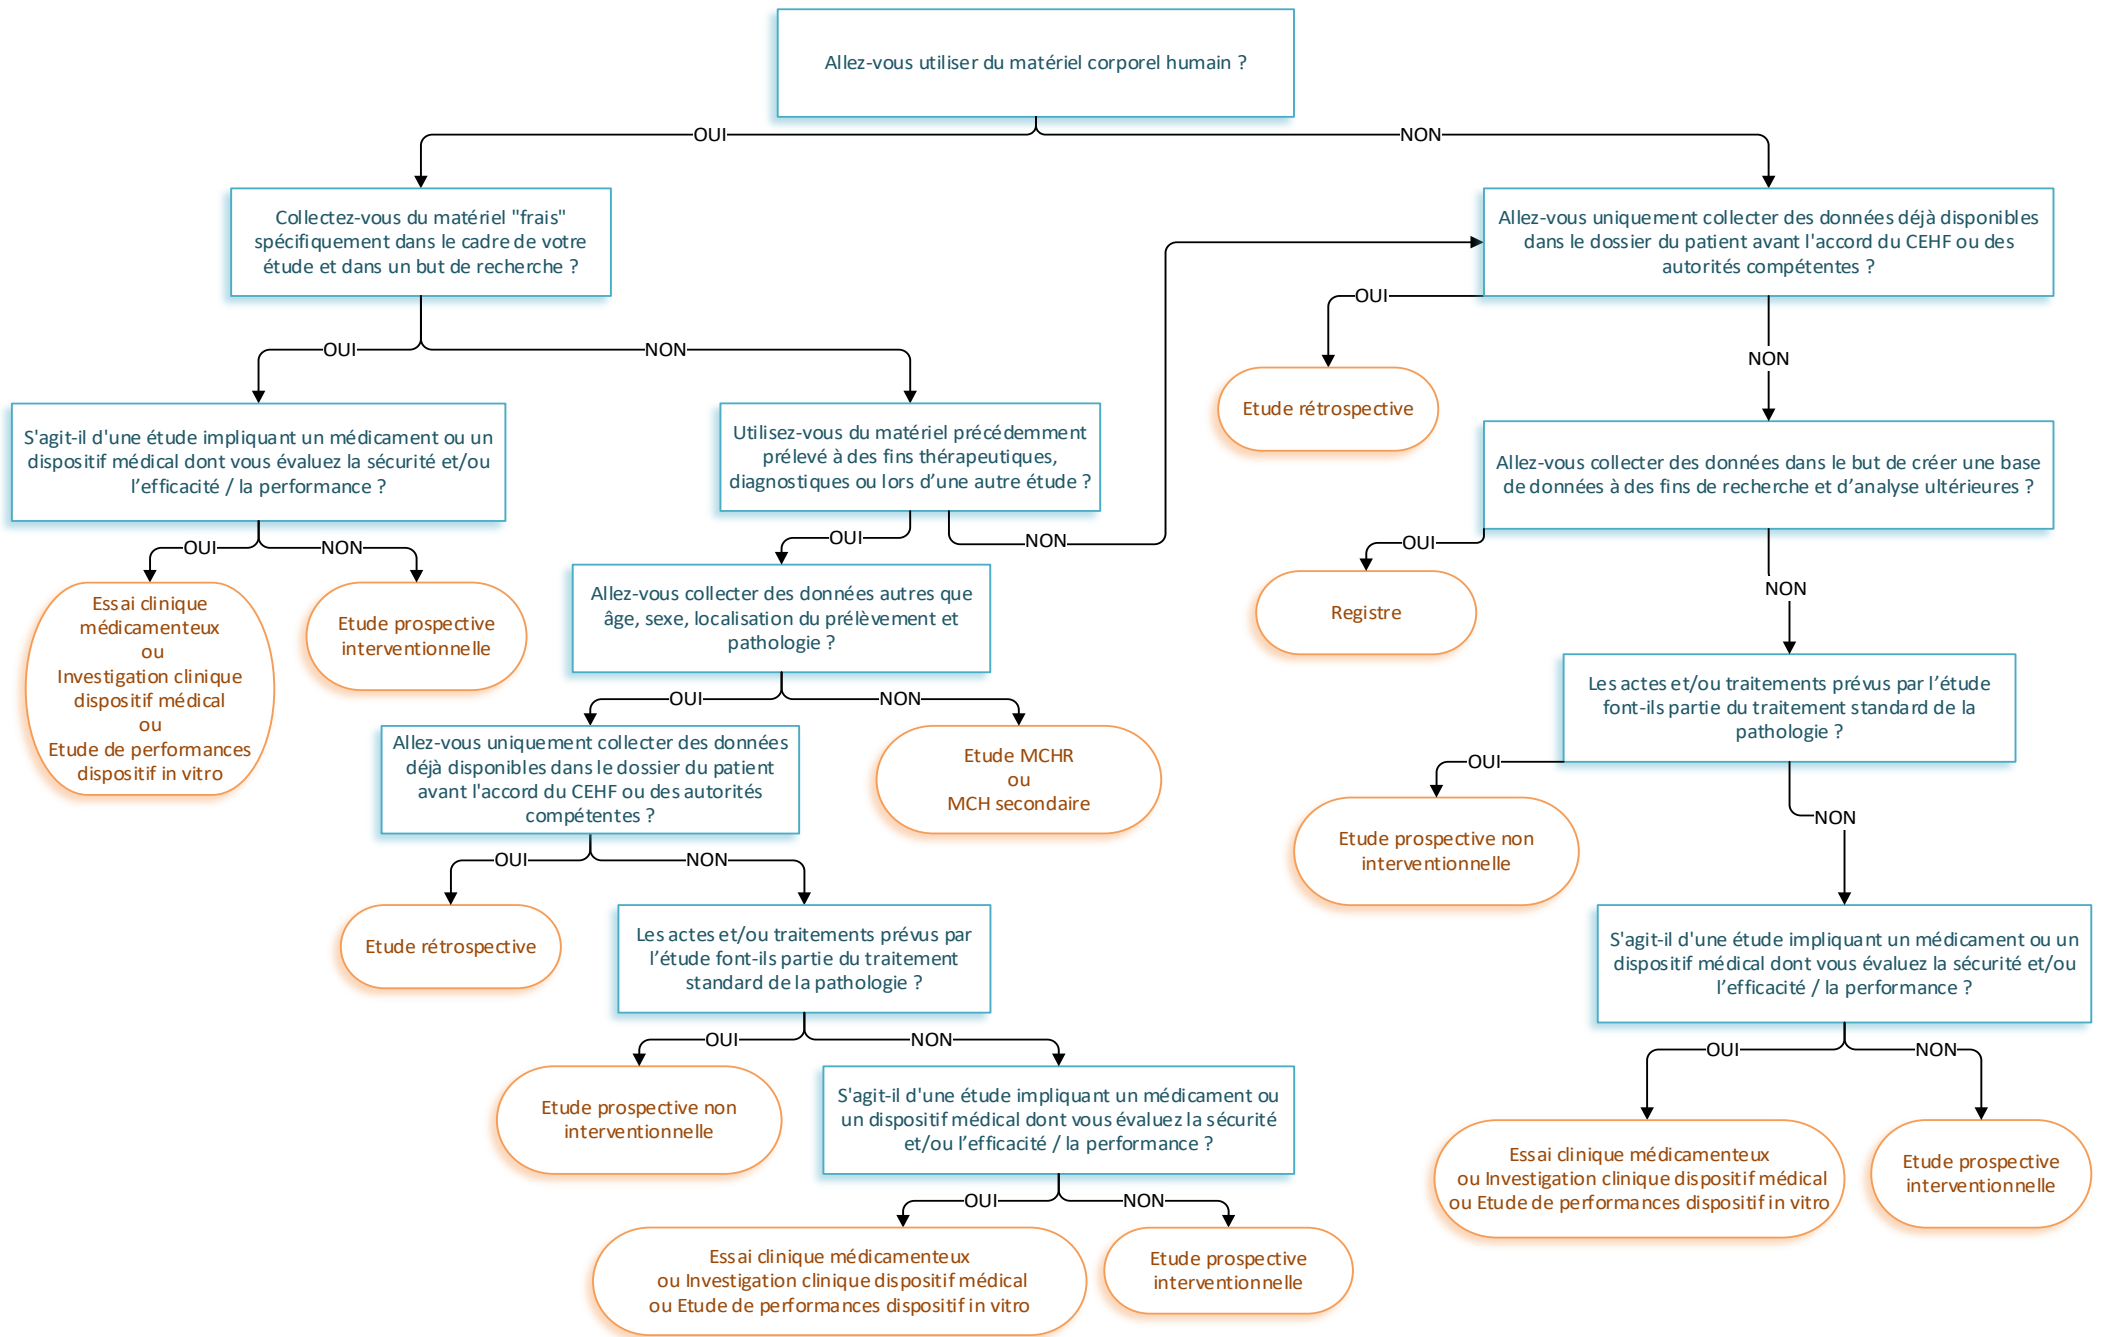 Allez-vous utiliser du matériel corporel humain ?
OUI
NON
Collectez-vous du matériel "frais"
spécifiquement dans le cadre de votre
étude et dans un but de recherche ?
Allez-vous uniquement collecter des données déjà disponibles
dans le dossier du patient avant l'accord du CEHF ou des
autorités compétentes ?
OUI
NON
OUI
NON
S'agit-il d'une étude impliquant un médicament ou un
dispositif médical dont vous évaluez la sécurité et/ou
l’efficacité / la performance ?
Utilisez-vous du matériel précédemment
prélevé à des fins thérapeutiques,
diagnostiques ou lors d’une autre étude ?
Etude rétrospective
Allez-vous collecter des données dans le but de créer une base
de données à des fins de recherche et d’analyse ultérieures ?
OUI
NON
OUI
NON
OUI
NON
Essai clinique
médicamenteux
ou
Investigation clinique
dispositif médical
ou
Etude de performances
dispositif in vitro
Etude prospective
interventionnelle
Allez-vous collecter des données autres que
âge, sexe, localisation du prélèvement et
pathologie ?
Registre
OUI
NON
Les actes et/ou traitements prévus par l’étude
font-ils partie du traitement standard de la
pathologie ?
Allez-vous uniquement collecter des données
déjà disponibles dans le dossier du patient
avant l'accord du CEHF ou des autorités
compétentes ?
Etude MCHR
ou
MCH secondaire
OUI
NON
Etude prospective non
interventionnelle
OUI
NON
Etude rétrospective
Les actes et/ou traitements prévus par
l’étude font-ils partie du traitement
standard de la pathologie ?
S'agit-il d'une étude impliquant un médicament ou un
dispositif médical dont vous évaluez la sécurité et/ou
l’efficacité / la performance ?
OUI
NON
OUI
NON
Etude prospective non
interventionnelle
S'agit-il d'une étude impliquant un médicament ou
un dispositif médical dont vous évaluez la sécurité
et/ou l’efficacité / la performance ?
Essai clinique médicamenteux
ou Investigation clinique dispositif médical
ou Etude de performances dispositif in vitro
Etude prospective
interventionnelle
OUI
NON
Essai clinique médicamenteux
ou Investigation clinique dispositif médical
ou Etude de performances dispositif in vitro
Etude prospective
interventionnelle